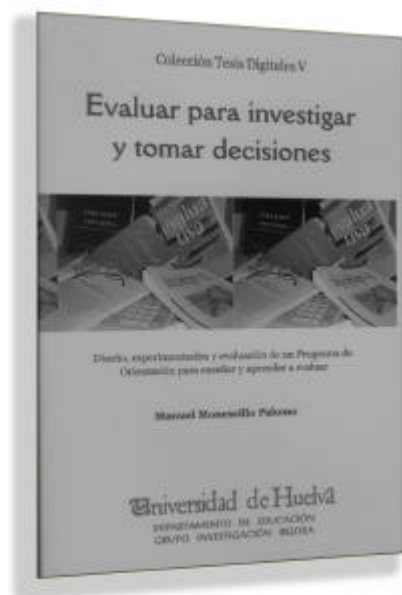 Colección Tesis Digitales V
Evaluar para investigar
y tomar decisiones
Diseño, experimentación y evaluación de un Programa de
Orientación para enseñar y aprender a evaluar
Manuel Monescillo Palomo
Universidad de Huelva
DEPARTAMENTO DE EDUCACIÓN
GRUPO INVESTIGACIÓN